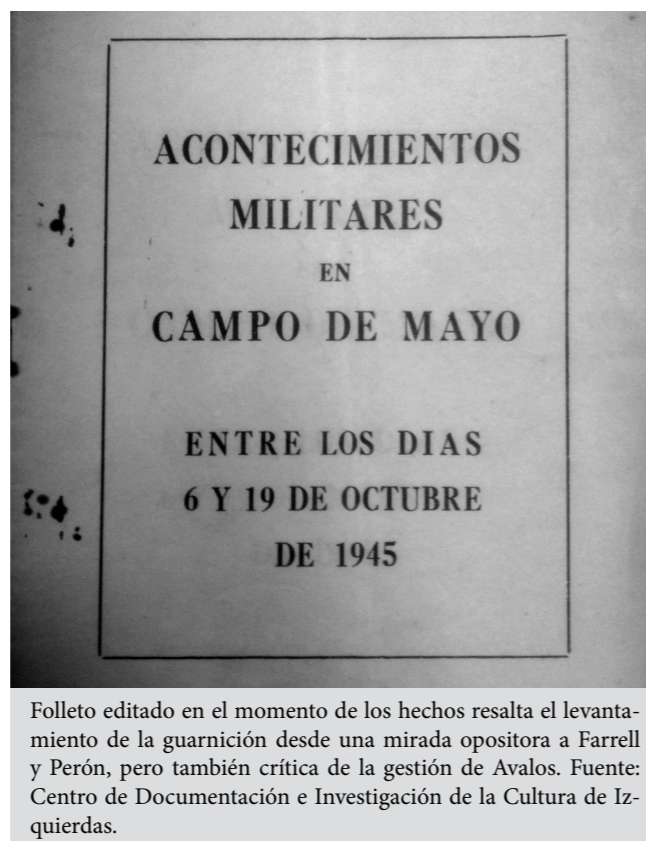 ACONTECIMIENTOS
MILITARES
EN
CAMPO DE MAYO
ENTRE LOS DIAS
6 Y 19 DE OCTUBRE
DE 1945
Folleto editado en el momento de los hechos resalta el levanta-
miento de la guarnición desde una mirada opositora a Farrell
y Perón, pero también crítica de la gestión de Avalos. Fuente:
Centro de Documentación e Investigación de la Cultura de Iz-
quierdas.